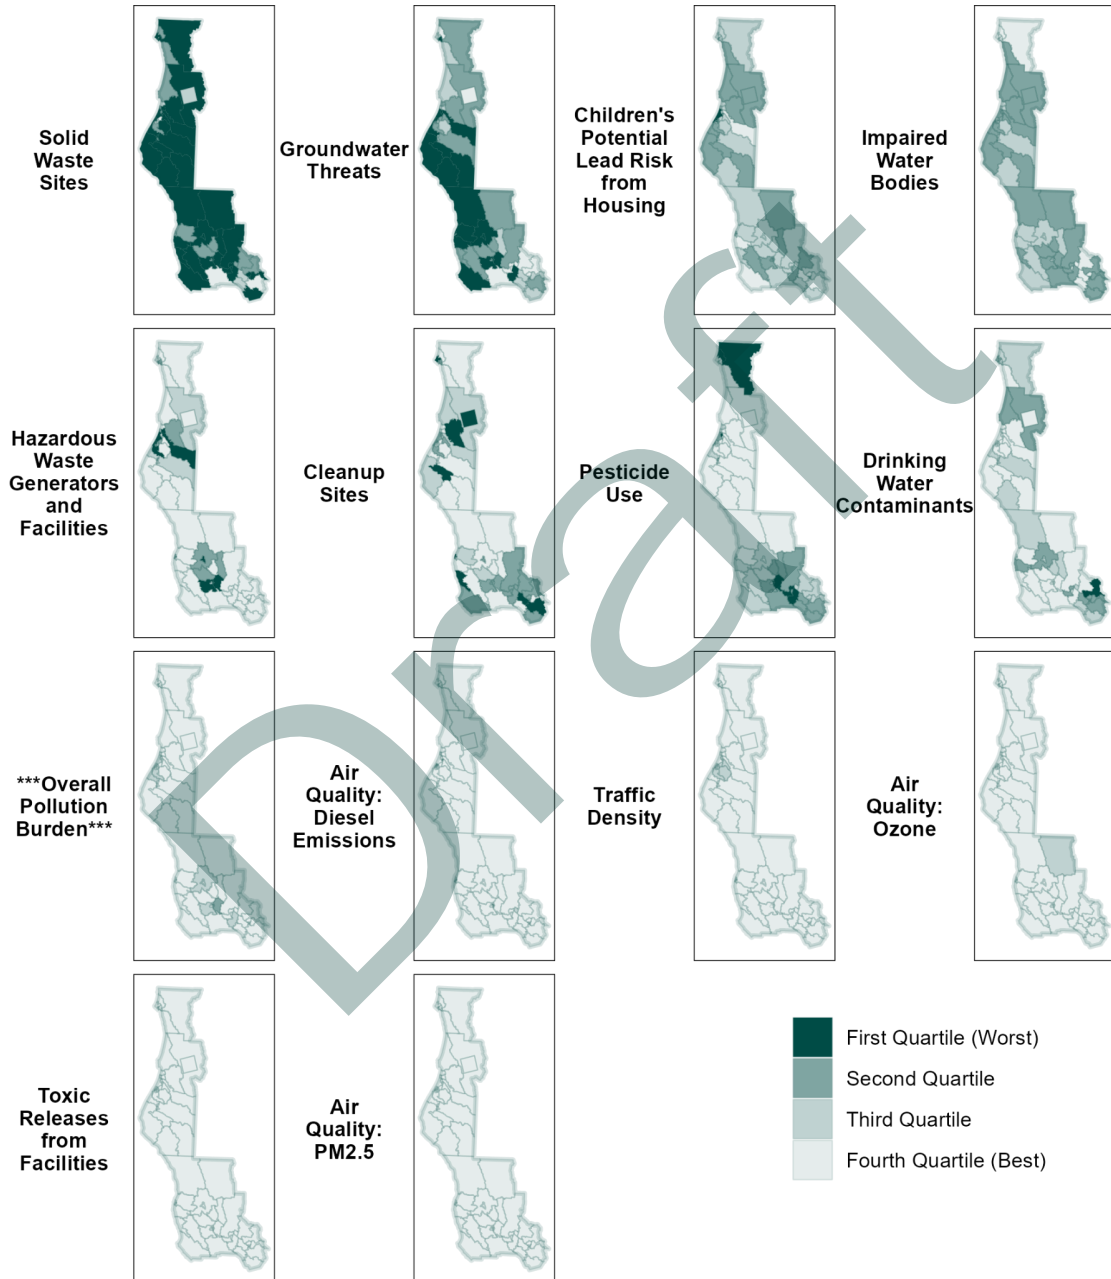 Solid
Waste
Sites
Groundwater
Threats
Children's
Potential
Lead Risk
from
Housing
Impaired
Water
Bodies
Hazardous
Waste
Generators
and
Facilities
Cleanup
Sites
Pesticide
Use
Drinking
Water
Contaminants
***Overall
Pollution
Burden***
Air
Quality:
Diesel
Emissions
Traffic
Density
Air
Quality:
Ozone
Toxic
Releases
from
Facilities
Air
Quality:
PM2.5
First Quartile (Worst)
Second Quartile
Third Quartile
Fourth Quartile (Best)
Draft